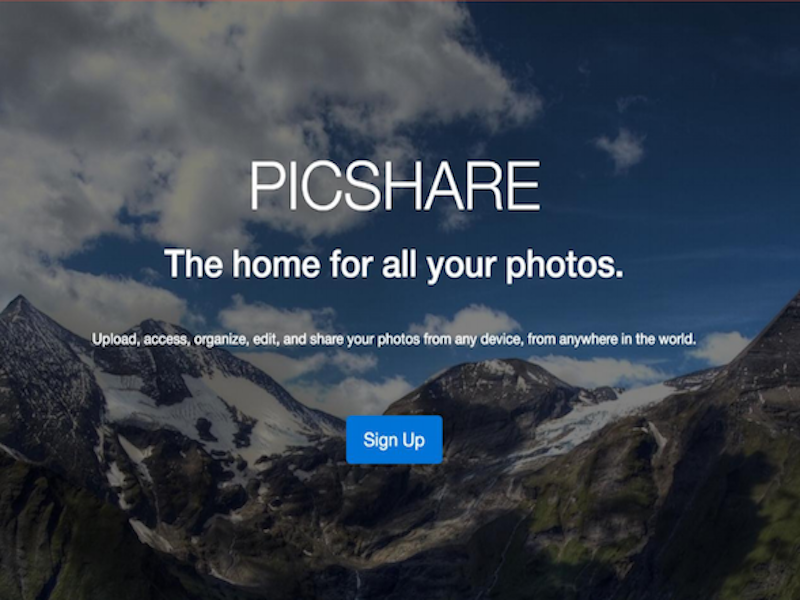 PICSHARE
The home for all your photos.
Upload, access, organize, edit, and share your photos from any device, from anywhere in the world.
Sign Up